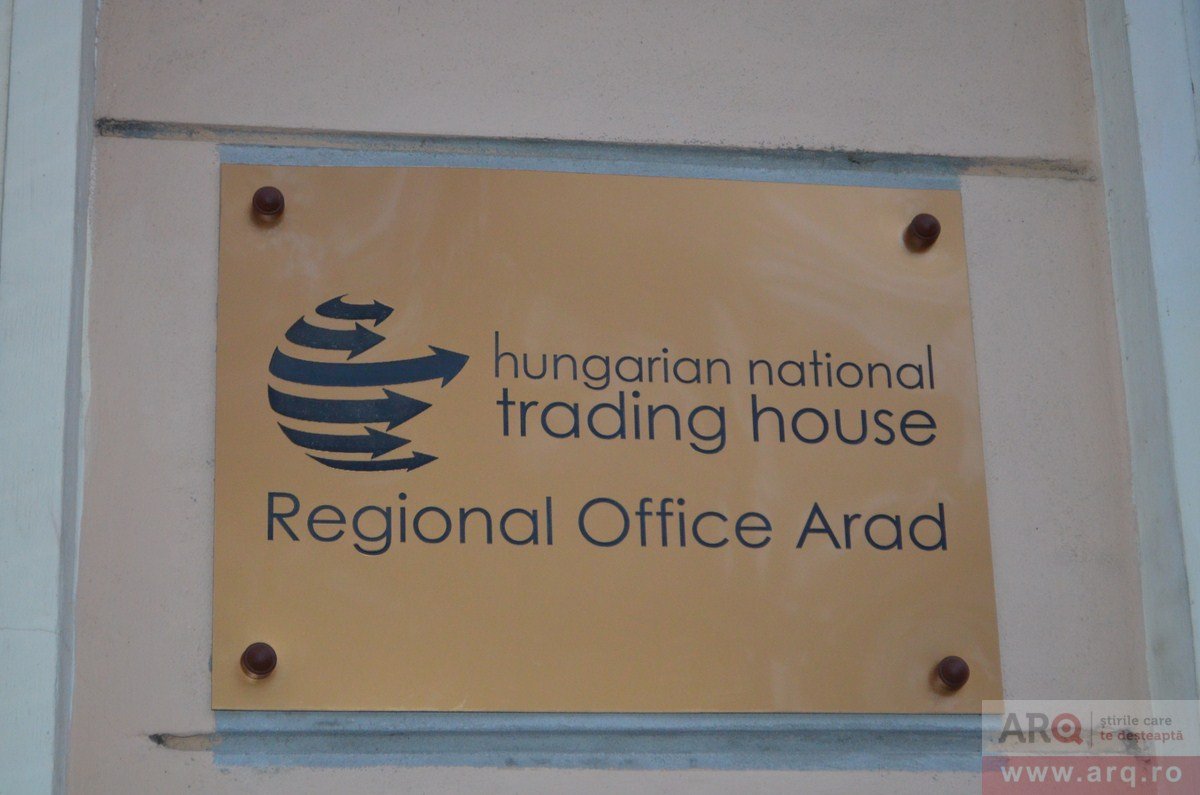 hungarian national
trading house
Regional Office Arad
ARQ
știrile care
te deșteaptă
www.arq.ro